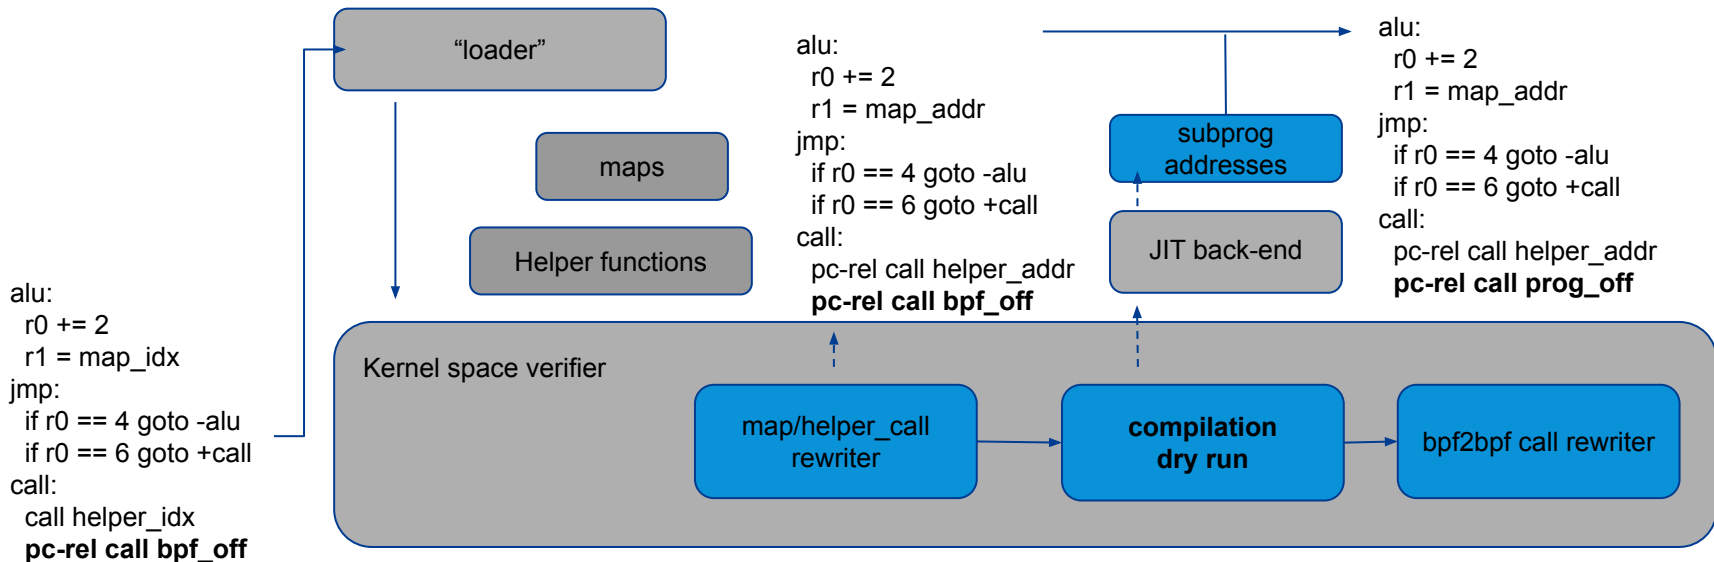 “loader”
maps
Helper functions
alu:
r0 += 2
r1 = map_idx
jmp:
if r0 == 4 goto -alu
if r0 == 6 goto +call
call:
call helper_idx
pc-rel call bpf_off
alu:
r0 += 2
r1 = map_addr
jmp:
if r0 == 4 goto -alu
if r0 == 6 goto +call
call:
pc-rel call helper_addr
pc-rel call bpf_off
subprog
addresses
JIT back-end
alu:
r0 += 2
r1 = map_addr
jmp:
if r0 == 4 goto -alu
if r0 == 6 goto +call
call:
pc-rel call helper_addr
pc-rel call prog_off
Kernel space verifier
map/helper_call
rewriter
compilation
dry run
bpf2bpf call rewriter